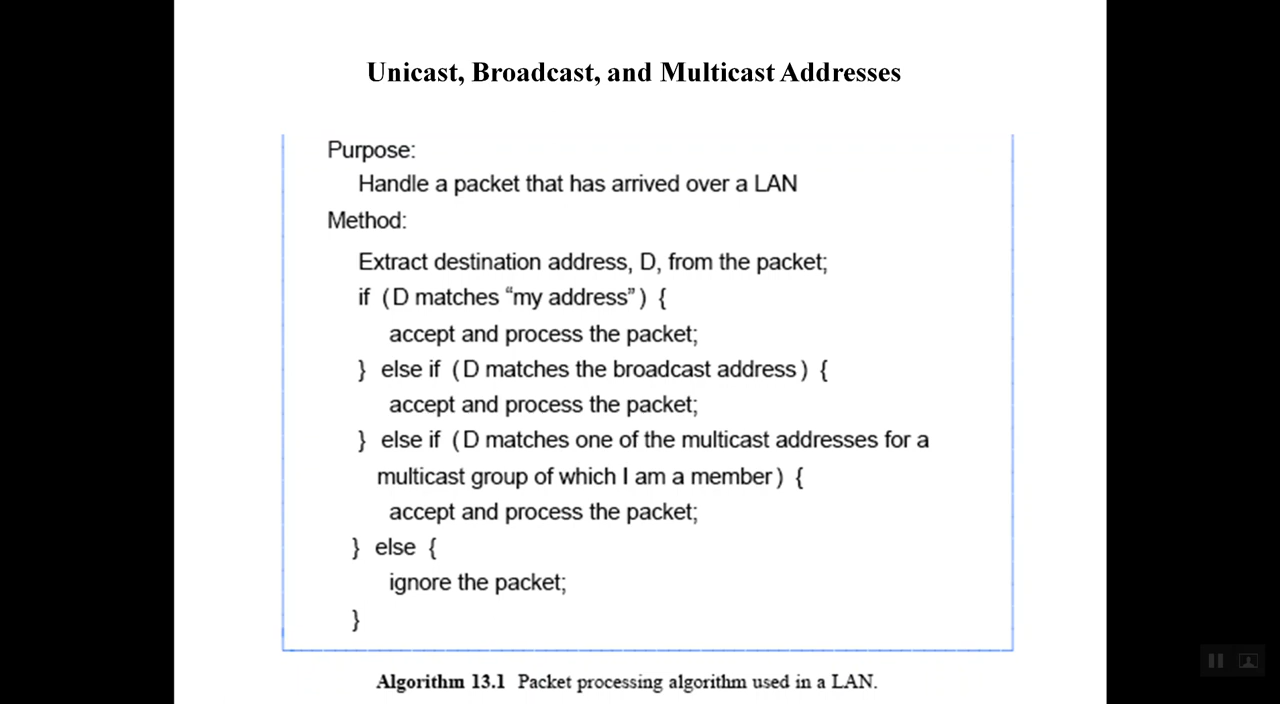 Unicast, Broadcast, and Multicast Addresses
Purpose:
Handle a packet that has arrived over a LAN
Method:
Extract destination address, D, from the packet;
if (D matches “my address”) {
accept and process the packet;
} else if (D matches the broadcast address) {
accept and process the packet;
} else if (D matches one of the multicast addresses for a
multicast group of which I am a member) {
accept and process the packet;
} else {
ignore the packet;
}
Algorithm 13.1 Packet processing algorithm used in a LAN.